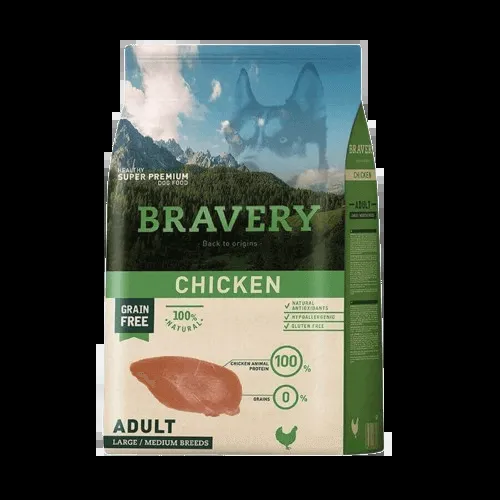 HEALTHY
SUPER PREMIUM
DOG FOOD
BRAVERY
Back to origins
CHICKEN
GRAIN
FREE
100%
NATURAL
NATURAL
ANTIOXIDANTS
HYPOALLERGENIC
GLUTEN FREE
CHICKEN ANIMAL
PROTEIN
100 %
GRAINS
0 %
ADULT
LARGE / MEDIUM BREEDS
BRAVERY
CHICKEN
ADULT